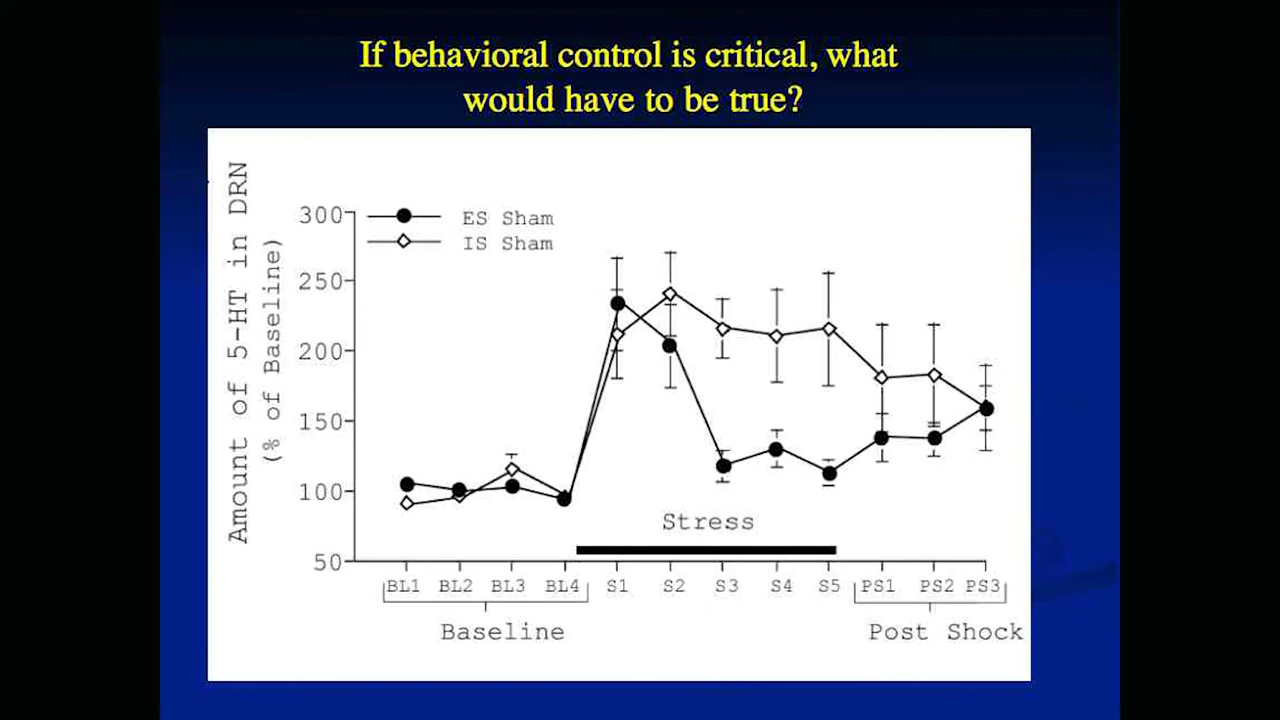 If behavioral control is critical, what
would have to be true?
Amount of 5-HT in DRN
(% of Baseline)
300
250
200
150
100
50
ES Sham
IS Sham
Stress
BL1 BL2 BL3 BL4 S1 S2 S3 S4 S5 PS1 PS2 PS3
Baseline Post Shock